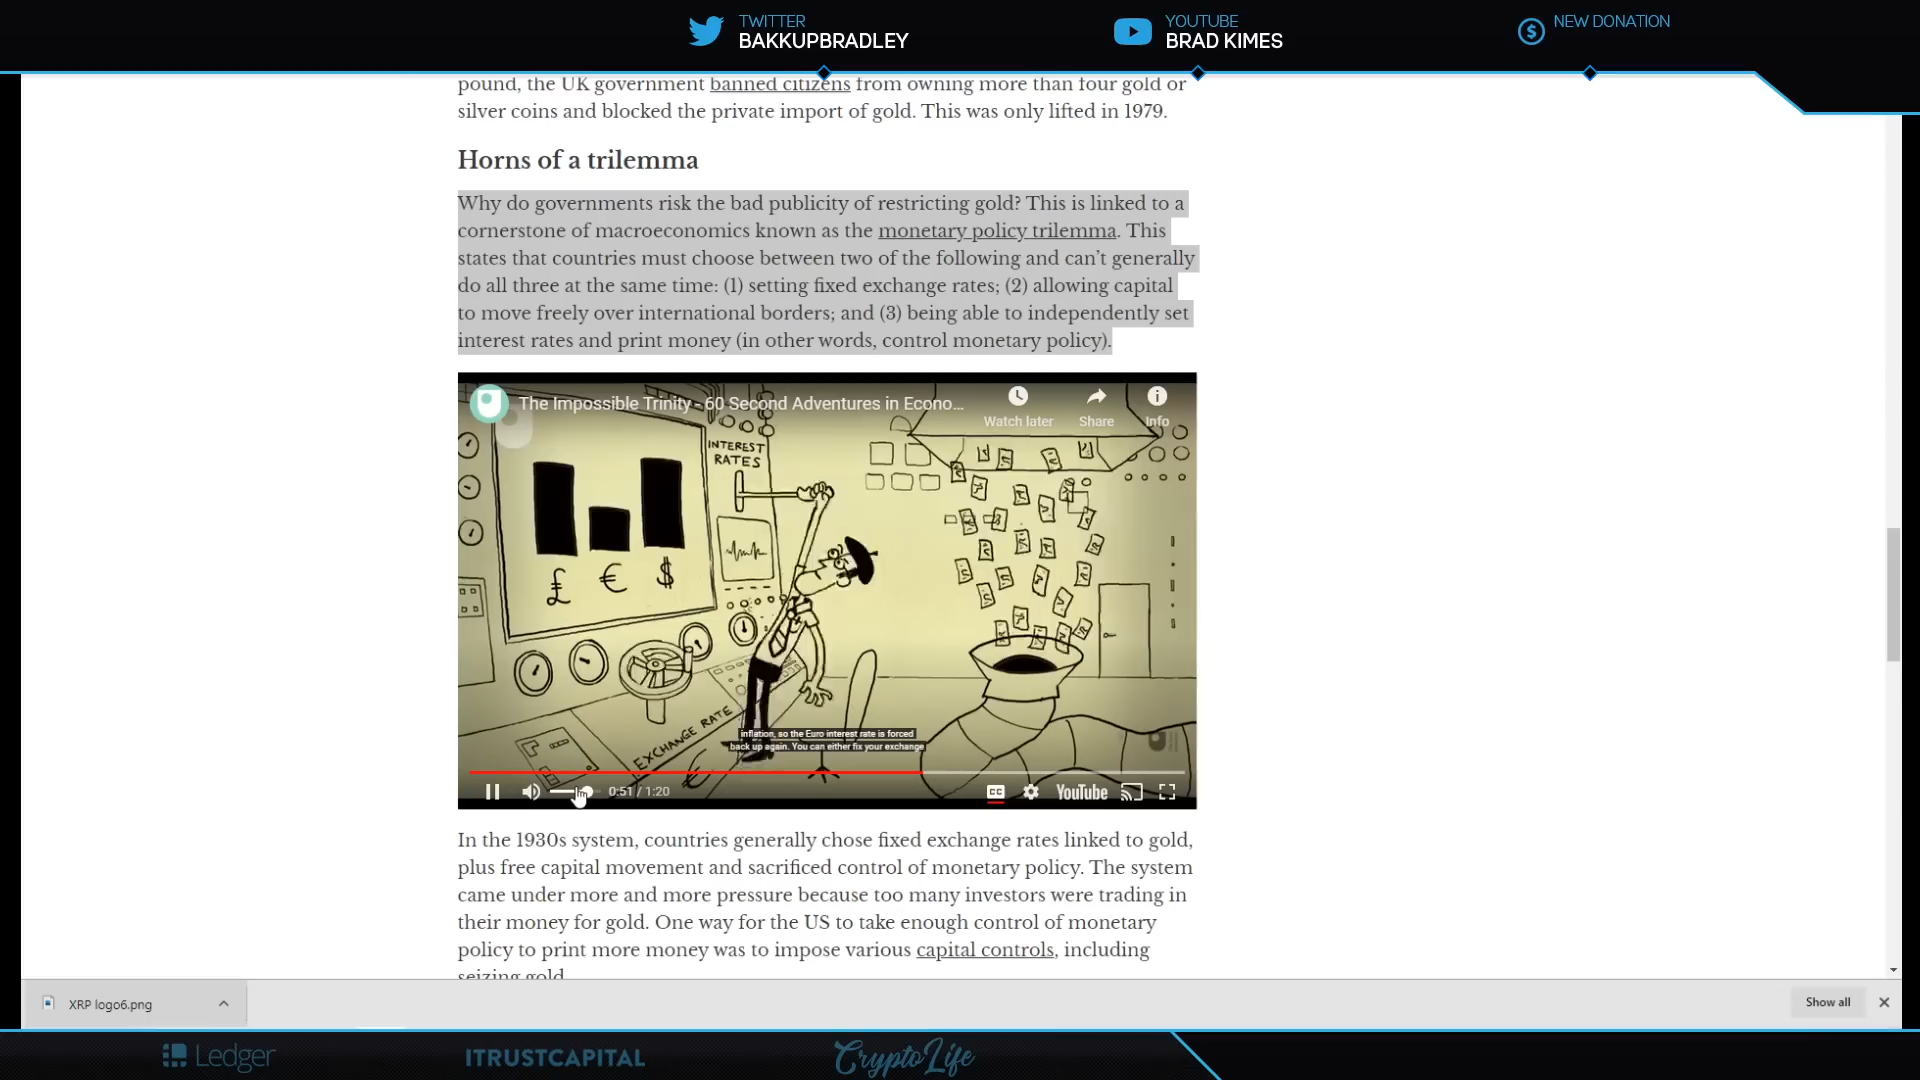 TWITTER
BAKKUPBRADLEY
YOUTUBE
BRAD KIMES
NEW DONATION
pound, the UK government banned citizens from owning more than four gold or
silver coins and blocked the private import of gold. This was only lifted in 1979.
Horns of a trilemma
Why do governments risk the bad publicity of restricting gold? This is linked to a
cornerstone of macroeconomics known as the monetary policy trilemma. This
states that countries must choose between two of the following and can’t generally
do all three at the same time: (1) setting fixed exchange rates; (2) allowing capital
to move freely over international borders; and (3) being able to independently set
interest rates and print money (in other words, control monetary policy).
The Impossible Trinity - 60 Second Adventures in Econo...
Watch later
Share
Info
INTEREST
RATES
£ € $
EXCHANGE RATE
€
inflation, so the Euro interest rate is forced
back up again. You can either fix your exchange
0:51 / 1:20
CC
YouTube
In the 1930s system, countries generally chose fixed exchange rates linked to gold,
plus free capital movement and sacrificed control of monetary policy. The system
came under more and more pressure because too many investors were trading in
their money for gold. One way for the US to take enough control of monetary
policy to print more money was to impose various capital controls, including
seizing gold.
XRP logo6.png
Show all
Ledger
ITRUSTCAPITAL
CryptoLife